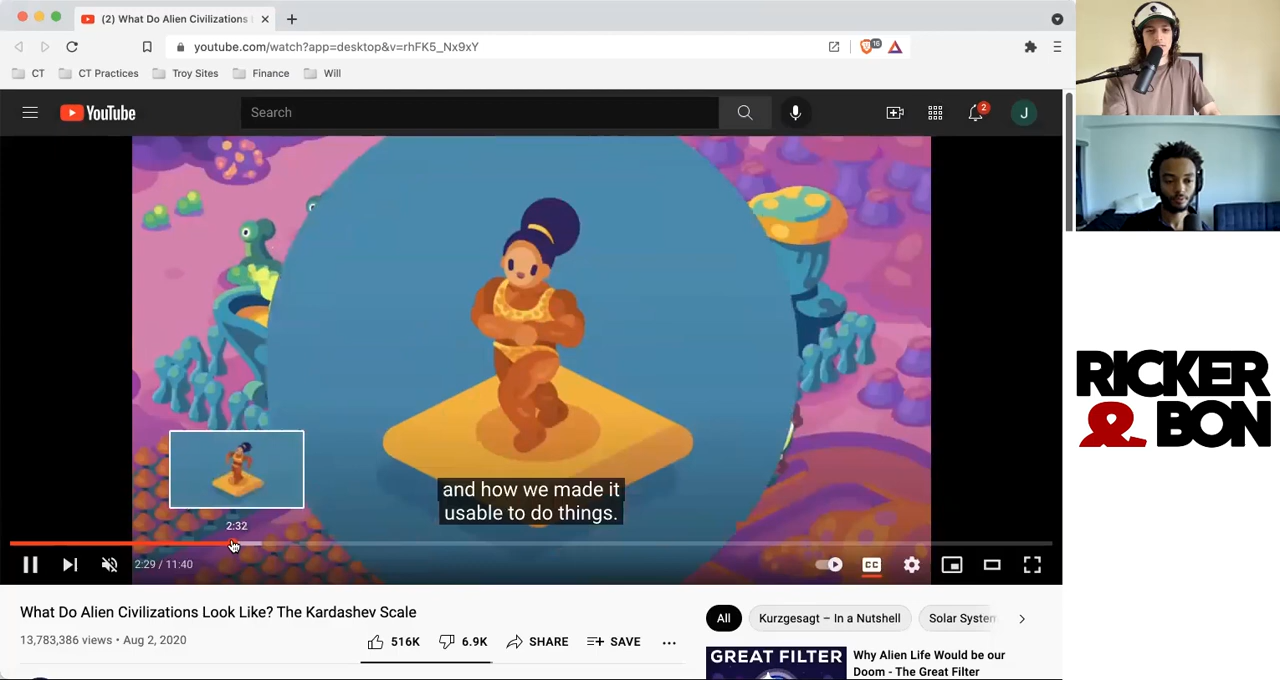 (2) What Do Alien Civilizations
youtube.com/watch?app=desktop&v=rhFK5_Nx9xY
16
CT
CT Practices
Troy Sites
Finance
Will
YouTube
Search
2
J
and how we made it
usable to do things.
2:32
2:29 / 11:40
CC
What Do Alien Civilizations Look Like? The Kardashev Scale
13,783,386 views • Aug 2, 2020
516K
6.9K
SHARE
SAVE
All
Kurzgesagt – In a Nutshell
Solar System
GREAT FILTER
Why Alien Life Would be our
Doom - The Great Filter
RICKER
& BON